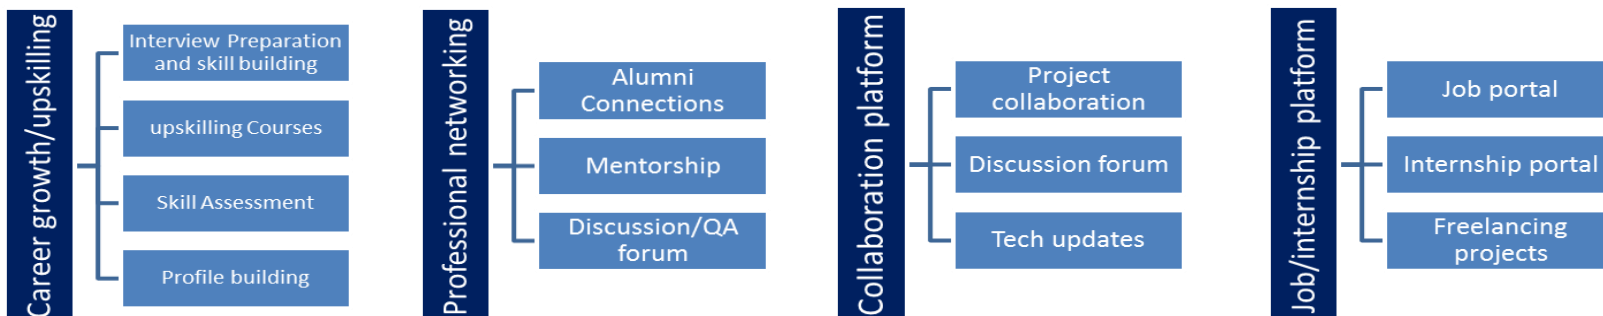 Career growth/upskilling
Interview Preparation
and skill building
upskilling Courses
Skill Assessment
Profile building
Professional networking
Alumni
Connections
Mentorship
Discussion/QA
forum
Collaboration platform
Project
collaboration
Discussion forum
Tech updates
Job/internship platform
Job portal
Internship portal
Freelancing
projects